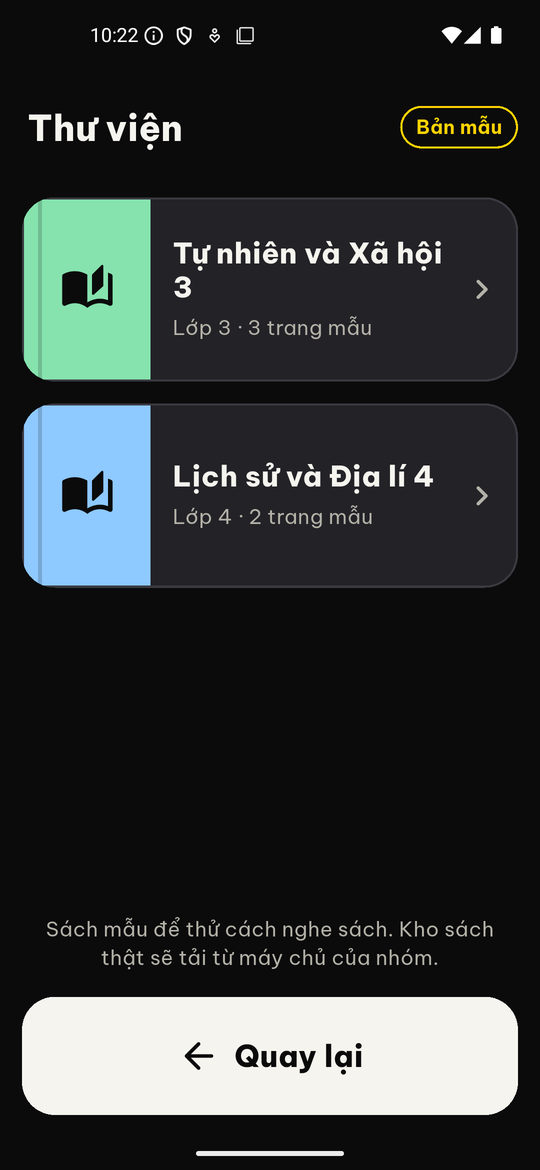 10:22
Thư viện
Bản mẫu
Tự nhiên và Xã hội
3
Lớp 3 · 3 trang mẫu
Lịch sử và Địa lí 4
Lớp 4 · 2 trang mẫu
Sách mẫu để thử cách nghe sách. Kho sách
thật sẽ tải từ máy chủ của nhóm.
Quay lại